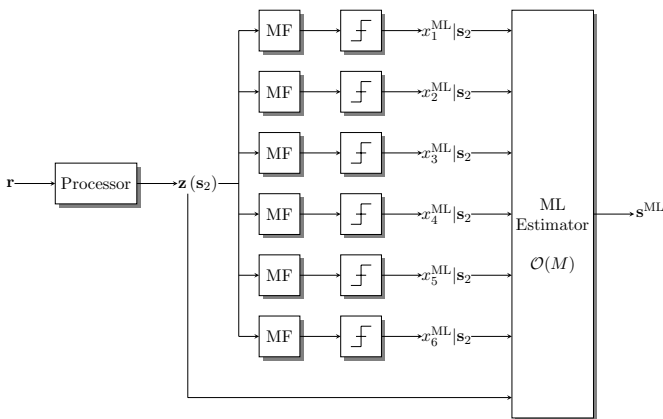 MF x₁ᴹᴸ|s₂
MF x₂ᴹᴸ|s₂
MF x₃ᴹᴸ|s₂
r Processor z (s₂)
MF x₄ᴹᴸ|s₂
MF x₅ᴹᴸ|s₂
MF x₆ᴹᴸ|s₂
ML
Estimator
𝒪(M)
sᴹᴸ